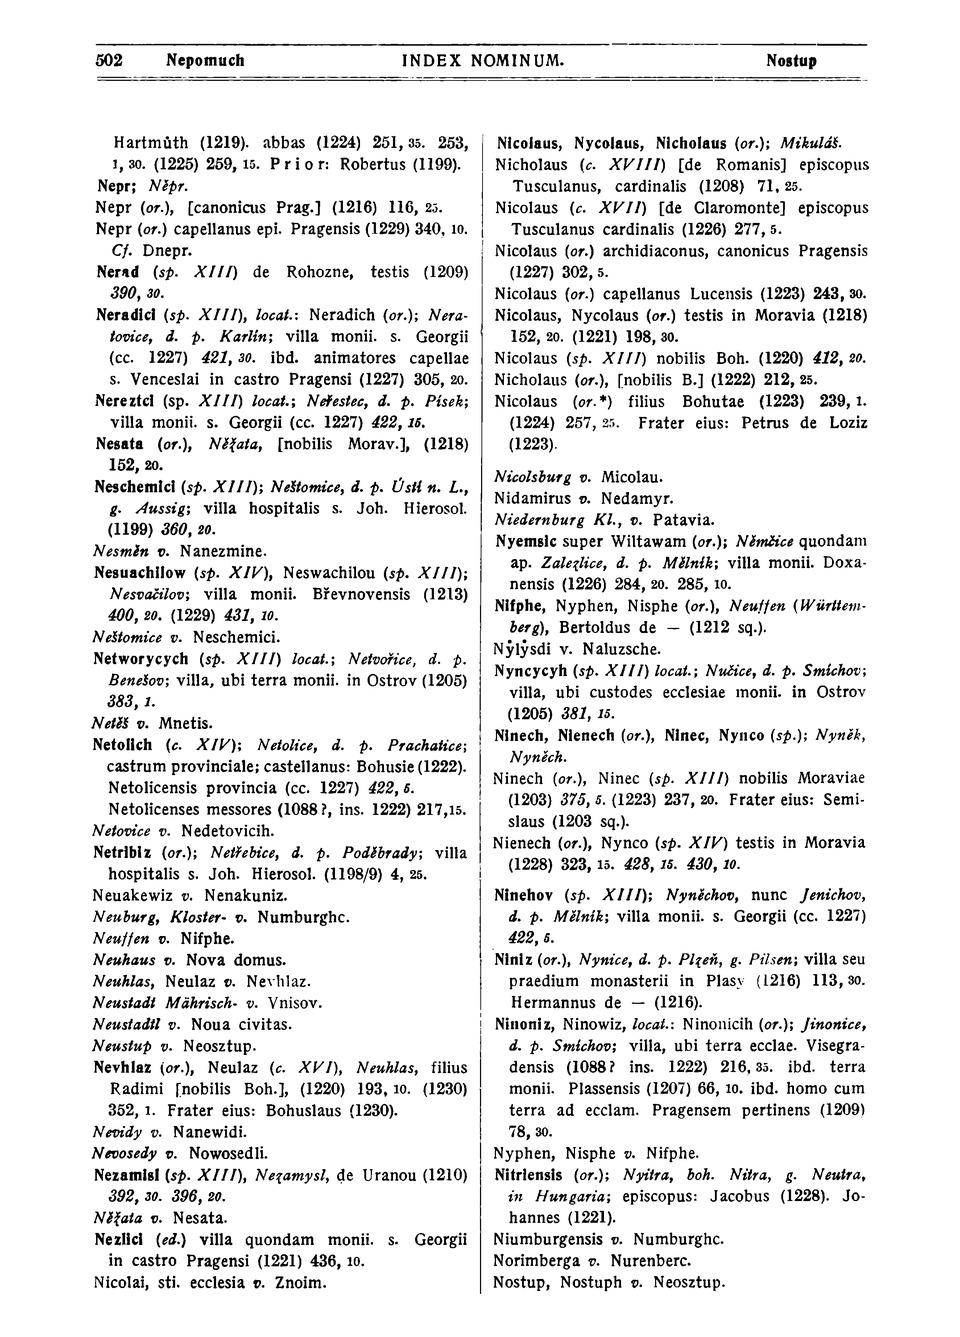 502 Nepomuch INDEX NOMINUM. Nostup
Hartmůth (1219). abbas (1224) 251, 35. 253,
1, 30. (1225) 259, 15. Prior: Robertus (1199).
Nepr; Něpr.
Nepr (or.), [canonicus Prag.] (1216) 116, 25.
Nepr (or.) capellanus epi. Pragensis (1229) 340, 10.
Cf. Dnepr.
Nerad (sp. XIII) de Rohozne, testis (1209)
390, 30.
Neradici (sp. XIII), locat.: Neradich (or.); Nera-
tovice, d. p. Karlín; villa monii. s. Georgii
(cc. 1227) 421, 30. ibd. animatores capellae
s. Venceslai in castro Pragensi (1227) 305, 20.
Nereztci (sp. XIII) locat.; Neřestec, d. p. Písek;
villa monii. s. Georgii (cc. 1227) 422, 15.
Nesata (or.), Něžata, [nobilis Morav.], (1218)
152, 20.
Neschemici (sp. XIII); Neštomice, d. p. Ústí n. L.,
g. Aussig; villa hospitalis s. Joh. Hierosol.
(1199) 360, 20.
Nesměn v. Nanezmine.
Nesuachilow (sp. XIV), Neswachilou (sp. XIII);
Nesvačilov; villa monii. Břevnovensis (1213)
400, 20. (1229) 431, 10.
Neštomice v. Neschemici.
Networycych (sp. XIII) locat.; Netvořice, d. p.
Benešov; villa, ubi terra monii. in Ostrov (1205)
383, 1.
Netěš v. Mnetis.
Netolich (c. XIV); Netolice, d. p. Prachatice;
castrum provinciale; castellanus: Bohusie (1222).
Netolicensis provincia (cc. 1227) 422, 5.
Netolicenses messores (1088?, ins. 1222) 217,15.
Netovice v. Nedetovicih.
Netribiz (or.); Netřebice, d. p. Poděbrady; villa
hospitalis s. Joh. Hierosol. (1198/9) 4, 25.
Neuakewiz v. Nenakuniz.
Neuburg, Kloster- v. Numburghc.
Neuffen v. Nifphe.
Neuhaus v. Nova domus.
Neuhlas, Neulaz v. Nevhlaz.
Neustadt Mährisch- v. Vnisov.
Neustadtl v. Noua civitas.
Neustup v. Neosztup.
Nevhlaz (or.), Neulaz (c. XVI), Neuhlas, filius
Radimi [nobilis Boh.], (1220) 193, 10. (1230)
352, 1. Frater eius: Bohuslaus (1230).
Nevidy v. Nanewidi.
Nevosedy v. Nowosedli.
Nezamisl (sp. XIII), Nezamysl, de Uranou (1210)
392, 30. 396, 20.
Něžata v. Nesata.
Nezlici (ed.) villa quondam monii. s. Georgii
in castro Pragensi (1221) 436, 10.
Nicolai, sti. ecclesia v. Znoim.
Nicolaus, Nycolaus, Nicholaus (or.); Mikuláš.
Nicholaus (c. XVIII) [de Romanis] episcopus
Tusculanus, cardinalis (1208) 71, 25.
Nicolaus (c. XVII) [de Claromonte] episcopus
Tusculanus cardinalis (1226) 277, 5.
Nicolaus (or.) archidiaconus, canonicus Pragensis
(1227) 302, 5.
Nicolaus (or.) capellanus Lucensis (1223) 243, 30.
Nicolaus, Nycolaus (or.) testis in Moravia (1218)
152, 20. (1221) 198, 30.
Nicolaus (sp. XIII) nobilis Boh. (1220) 412, 20.
Nicholaus (or.), [nobilis B.] (1222) 212, 25.
Nicolaus (or.*) filius Bohutae (1223) 239, 1.
(1224) 257, 25. Frater eius: Petrus de Loziz
(1223).
Nicolsburg v. Micolau.
Nidamirus v. Nedamyr.
Niedernburg Kl., v. Patavia.
Nyemsic super Wiltawam (or.); Němčice quondam
ap. Zalezlice, d. p. Mělník; villa monii. Doxa-
nensis (1226) 284, 20. 285, 10.
Nifphe, Nyphen, Nisphe (or.), Neuffen (Württem-
berg), Bertoldus de — (1212 sq.).
Nẙlẙsdi v. Naluzsche.
Nyncycyh (sp. XIII) locat.; Nučice, d. p. Smíchov;
villa, ubi custodes ecclesiae monii. in Ostrov
(1205) 381, 15.
Ninech, Nienech (or.), Ninec, Nynco (sp.); Nyněk,
Nyněch.
Ninech (or.), Ninec (sp. XIII) nobilis Moraviae
(1203) 375, 5. (1223) 237, 20. Frater eius: Semi-
slaus (1203 sq.).
Nienech (or.), Nynco (sp. XIV) testis in Moravia
(1228) 323, 15. 428, 15. 430, 10.
Ninehov (sp. XIII); Nyněchov, nunc Jenichov,
d. p. Mělník; villa monii. s. Georgii (cc. 1227)
422, 5.
Niniz (or.), Nynice, d. p. Plzeň, g. Pilsen; villa seu
praedium monasterii in Plasy (1216) 113, 30.
Hermannus de — (1216).
Ninoniz, Ninowiz, locat.: Ninonicih (or.); Jinonice,
d. p. Smíchov; villa, ubi terra ecclae. Visegra-
densis (1088? ins. 1222) 216, 35. ibd. terra
monii. Plassensis (1207) 66, 10. ibd. homo cum
terra ad ecclam. Pragensem pertinens (1209)
78, 30.
Nyphen, Nisphe v. Nifphe.
Nitriensis (or.); Nyitra, boh. Nitra, g. Neutra,
in Hungaria; episcopus: Jacobus (1228). Jo-
hannes (1221).
Niumburgensis v. Numburghc.
Norimberga v. Nurenberc.
Nostup, Nostuph v. Neosztup.